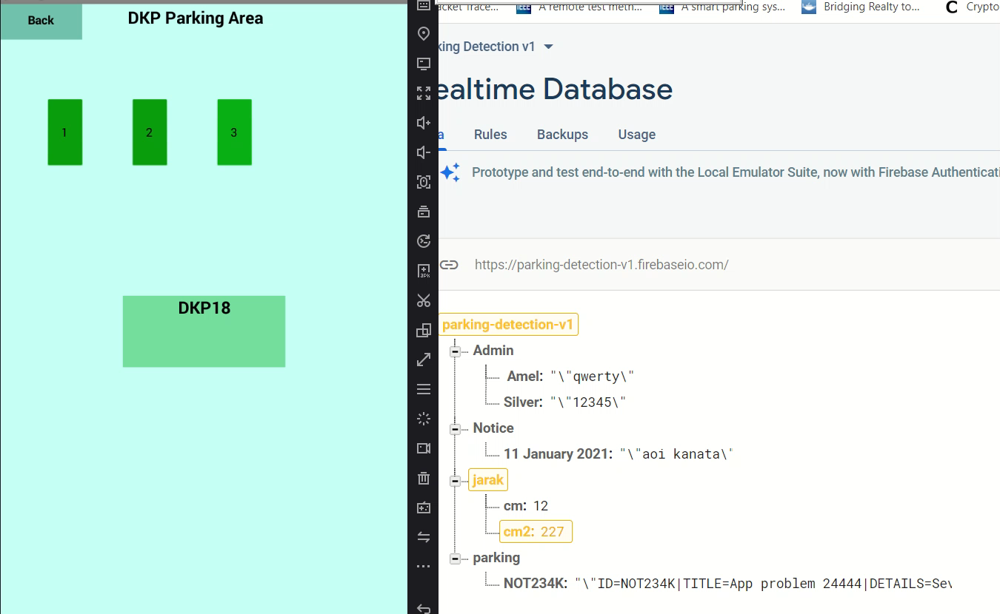 Back
DKP Parking Area
1
2
3
DKP18
acket Trace...
A remote test meth...
A smart parking sys...
Bridging Realty to...
Crypto
king Detection v1
ealtime Database
a
Rules
Backups
Usage
Prototype and test end-to-end with the Local Emulator Suite, now with Firebase Authenticati
https://parking-detection-v1.firebaseio.com/
parking-detection-v1
Admin
Amel: "\"qwerty\"
Silver: "\"12345\"
Notice
11 January 2021: "\"aoi kanata\"
jarak
cm: 12
cm2: 227
parking
NOT234K: "\"ID=NOT234K|TITLE=App problem 24444|DETAILS=Sev